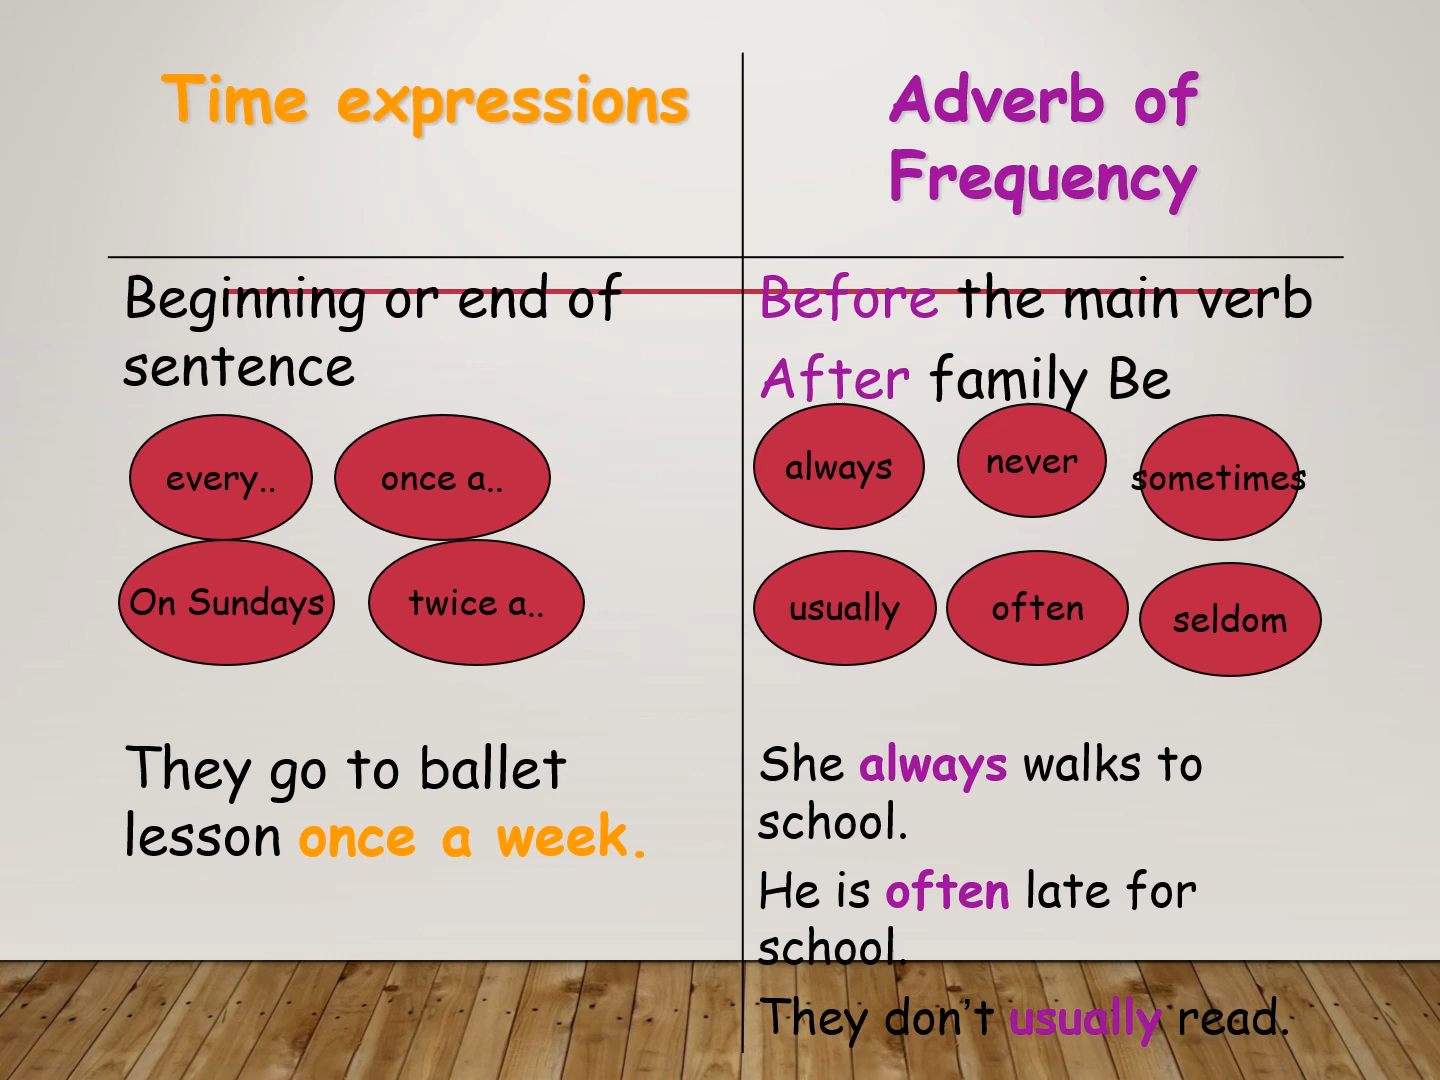 Time expressions
Adverb of
Frequency
Beginning or end of
sentence
every..
once a..
On Sundays
twice a..
They go to ballet
lesson once a week.
Before the main verb
After family Be
always
never
sometimes
usually
often
seldom
She always walks to
school.
He is often late for
school.
They don’t usually read.